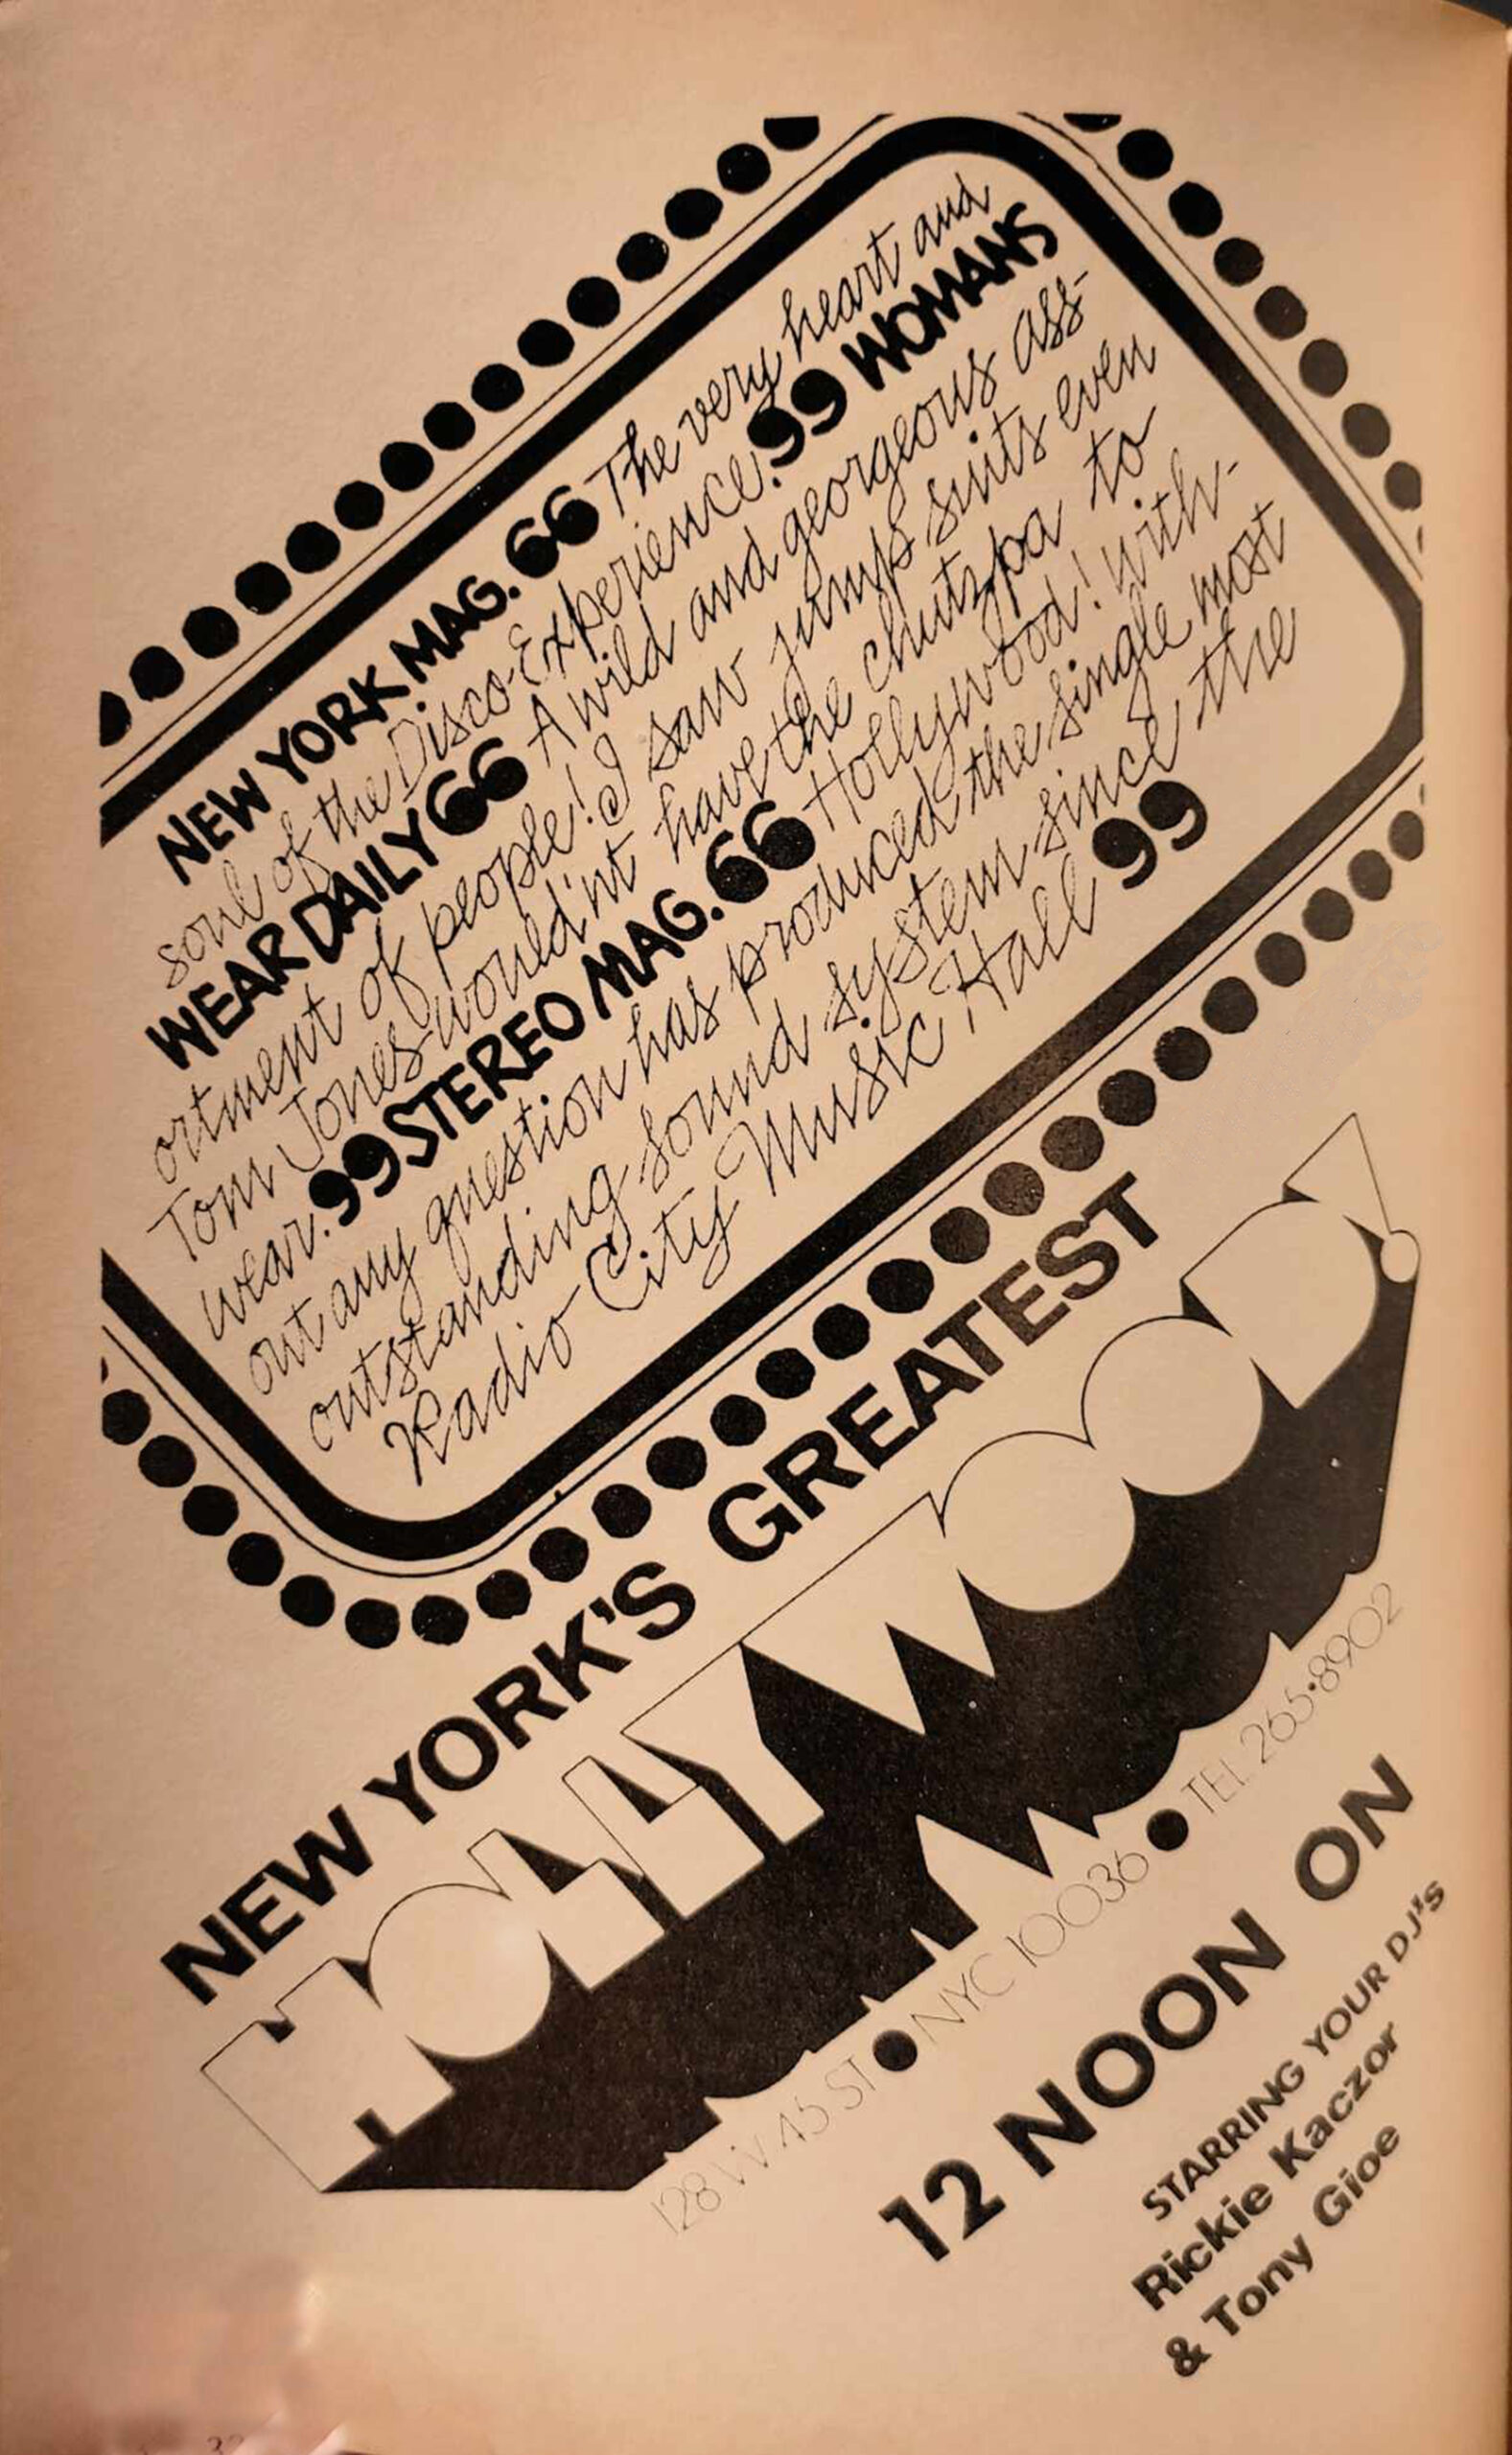 NEW YORK MAG. 66 The very heart and
soul of the Disco-Experience. 99 WOMANS
WEAR DAILY 66 A wild and georgeous ass-
ortment of people! I saw jump suits even
Tom Jones would'nt have the chutzpa to
wear. 99 STEREO MAG. 66 Hollywood! With-
out any question has produced the single most
outstanding sound system since the
Radio City Music Hall 99
NEW YORK'S GREATEST
HOLLYWOOD
128 W 45 ST ● NYC 10036 ● TEL 265·8902
12 NOON ON
STARRING YOUR DJ'S
Rickie Kaczor
& Tony Gioe